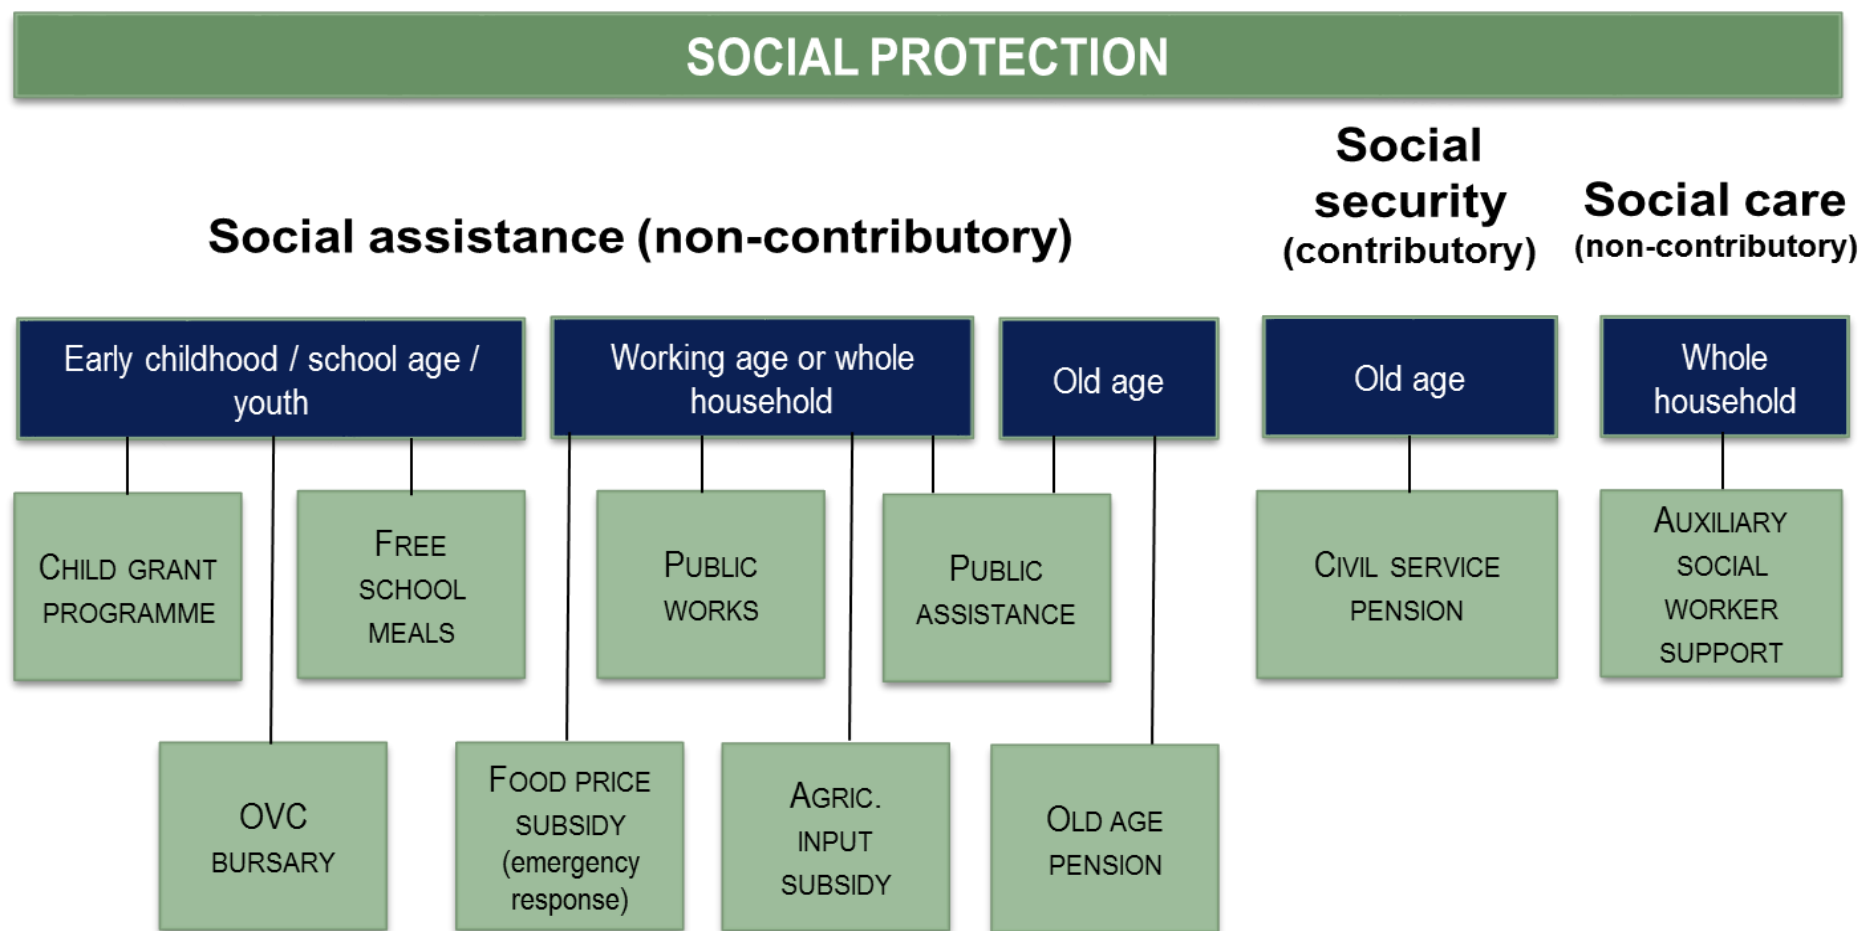 SOCIAL PROTECTION
Social assistance (non-contributory)
Social
security
(contributory)
Social care
(non-contributory)
Early childhood / school age /
youth
Working age or whole
household
Old age
Old age
Whole
household
CHILD GRANT
PROGRAMME
FREE
SCHOOL
MEALS
PUBLIC
WORKS
PUBLIC
ASSISTANCE
CIVIL SERVICE
PENSION
AUXILIARY
SOCIAL
WORKER
SUPPORT
OVC
BURSARY
FOOD PRICE
SUBSIDY
(emergency
response)
AGRIC.
INPUT
SUBSIDY
OLD AGE
PENSION